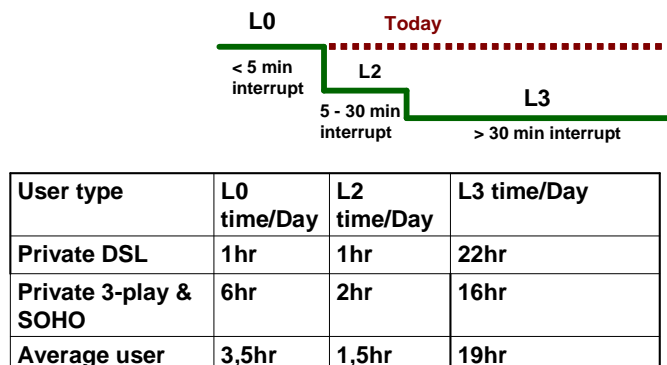 L0 Today
< 5 min
interrupt
L2
5 - 30 min
interrupt
L3
> 30 min interrupt
User type L0 time/Day L2 time/Day L3 time/Day
Private DSL 1hr 1hr 22hr
Private 3-play & SOHO 6hr 2hr 16hr
Average user 3,5hr 1,5hr 19hr